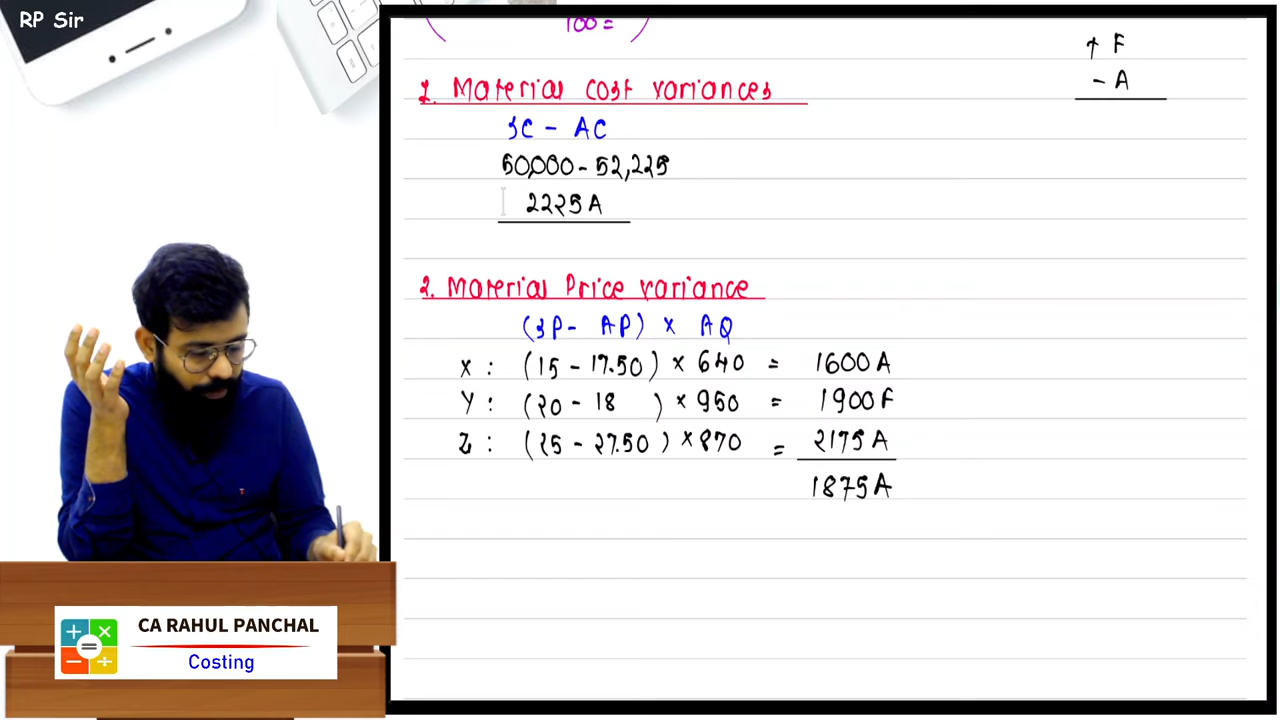 RP Sir
100 =
↑ F
- A
1. Material Cost variances
SC - AC
50,000 - 52,225
2225 A
2. Material Price variance
(SP - AP) × AQ
X : (15 - 17.50) × 640 = 1600 A
Y : (20 - 18 ) × 950 = 1900 F
Z : (25 - 27.50) × 870 = 2175 A
1875 A
CA RAHUL PANCHAL
Costing